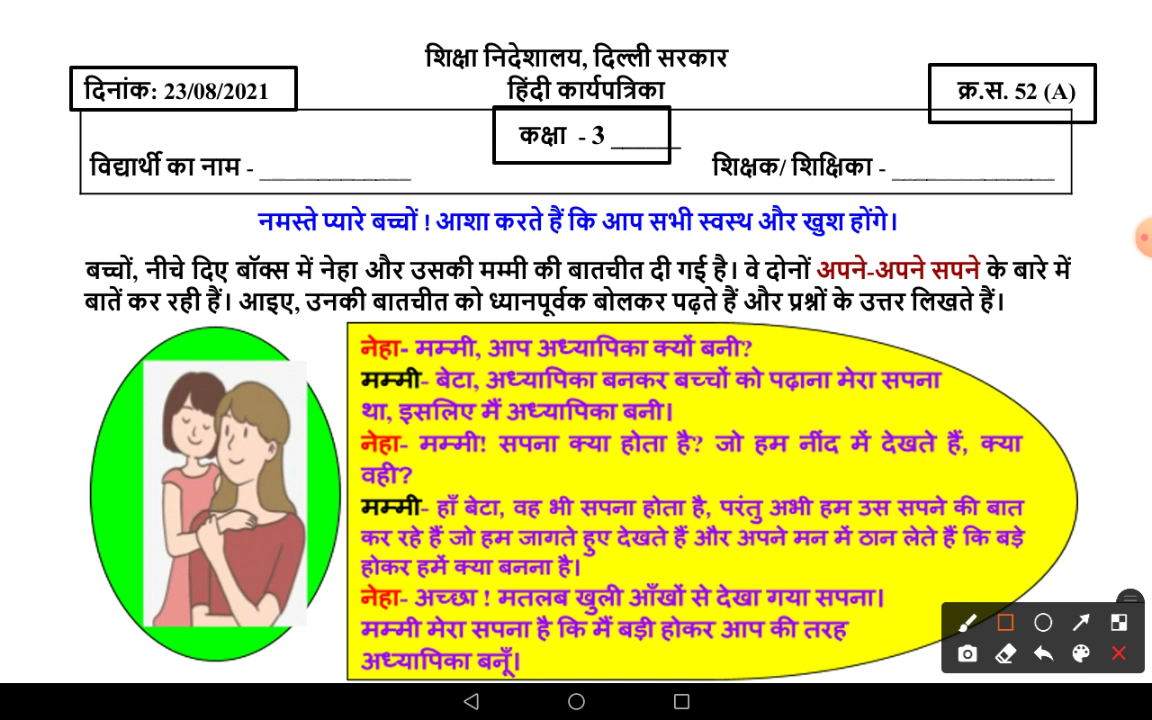 शिक्षा निदेशालय, दिल्ली सरकार
दिनांक: 23/08/2021
हिंदी कार्यपत्रिका
क्र.स. 52 (A)
कक्षा - 3 ______
विद्यार्थी का नाम - _____________
शिक्षक/ शिक्षिका - ______________
नमस्ते प्यारे बच्चों ! आशा करते हैं कि आप सभी स्वस्थ और खुश होंगे।
बच्चों, नीचे दिए बॉक्स में नेहा और उसकी मम्मी की बातचीत दी गई है। वे दोनों अपने-अपने सपने के बारे में
बातें कर रही हैं। आइए, उनकी बातचीत को ध्यानपूर्वक बोलकर पढ़ते हैं और प्रश्नों के उत्तर लिखते हैं।
नेहा- मम्मी, आप अध्यापिका क्यों बनी?
मम्मी- बेटा, अध्यापिका बनकर बच्चों को पढ़ाना मेरा सपना
था, इसलिए मैं अध्यापिका बनी।
नेहा- मम्मी! सपना क्या होता है? जो हम नींद में देखते हैं, क्या
वही?
मम्मी- हाँ बेटा, वह भी सपना होता है, परंतु अभी हम उस सपने की बात
कर रहे हैं जो हम जागते हुए देखते हैं और अपने मन में ठान लेते हैं कि बड़े
होकर हमें क्या बनना है।
नेहा- अच्छा ! मतलब खुली आँखों से देखा गया सपना।
मम्मी मेरा सपना है कि मैं बड़ी होकर आप की तरह
अध्यापिका बनूँ।